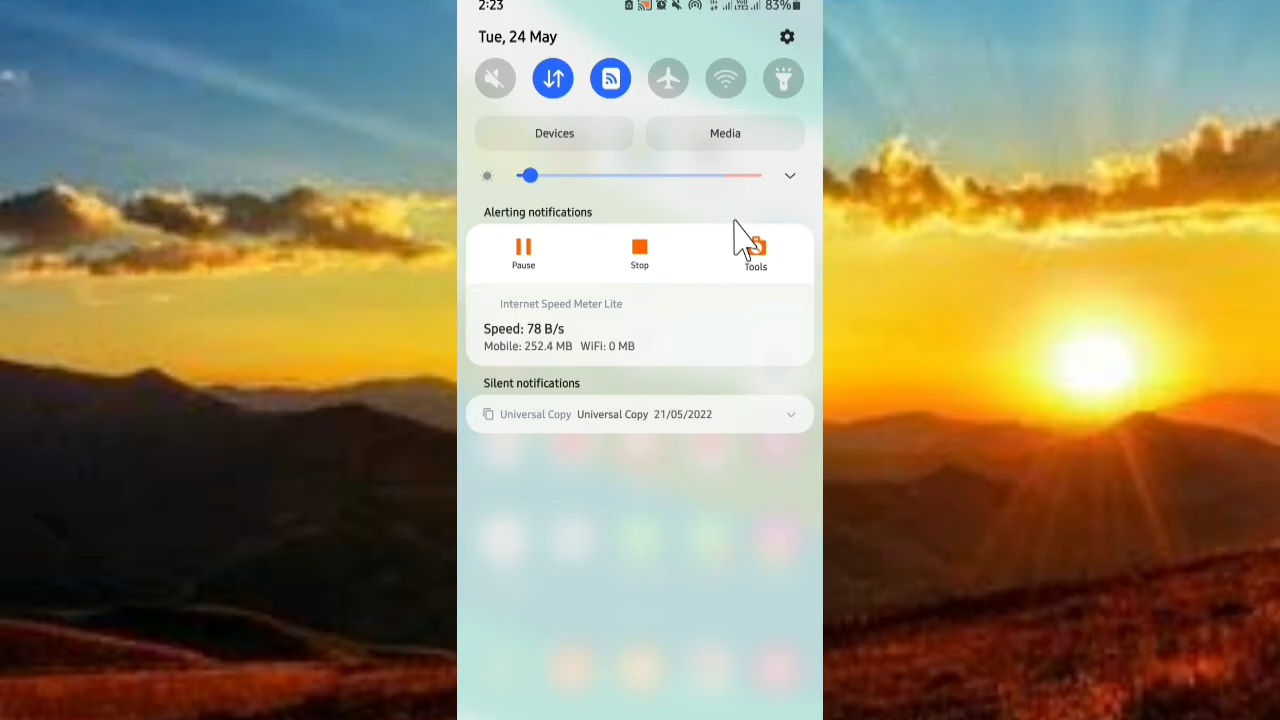 2:23 83%
Tue, 24 May
Devices Media
Alerting notifications
Pause Stop Tools
Internet Speed Meter Lite
Speed: 78 B/s
Mobile: 252.4 MB WiFi: 0 MB
Silent notifications
Universal Copy Universal Copy 21/05/2022